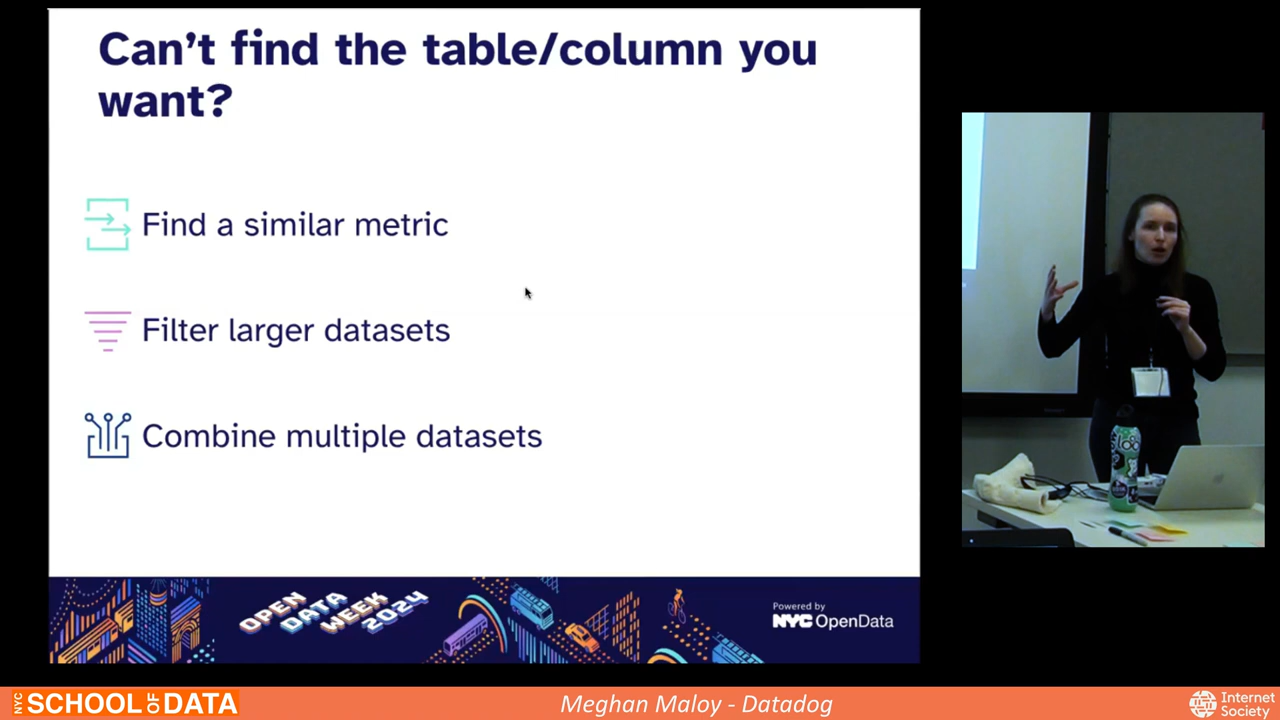 Can't find the table/column you
want?
Find a similar metric
Filter larger datasets
Combine multiple datasets
OPEN
DATA
WEEK
2024
Powered by
NYC OpenData
NYC SCHOOL OF DATA
Meghan Maloy - Datadog
Internet
Society